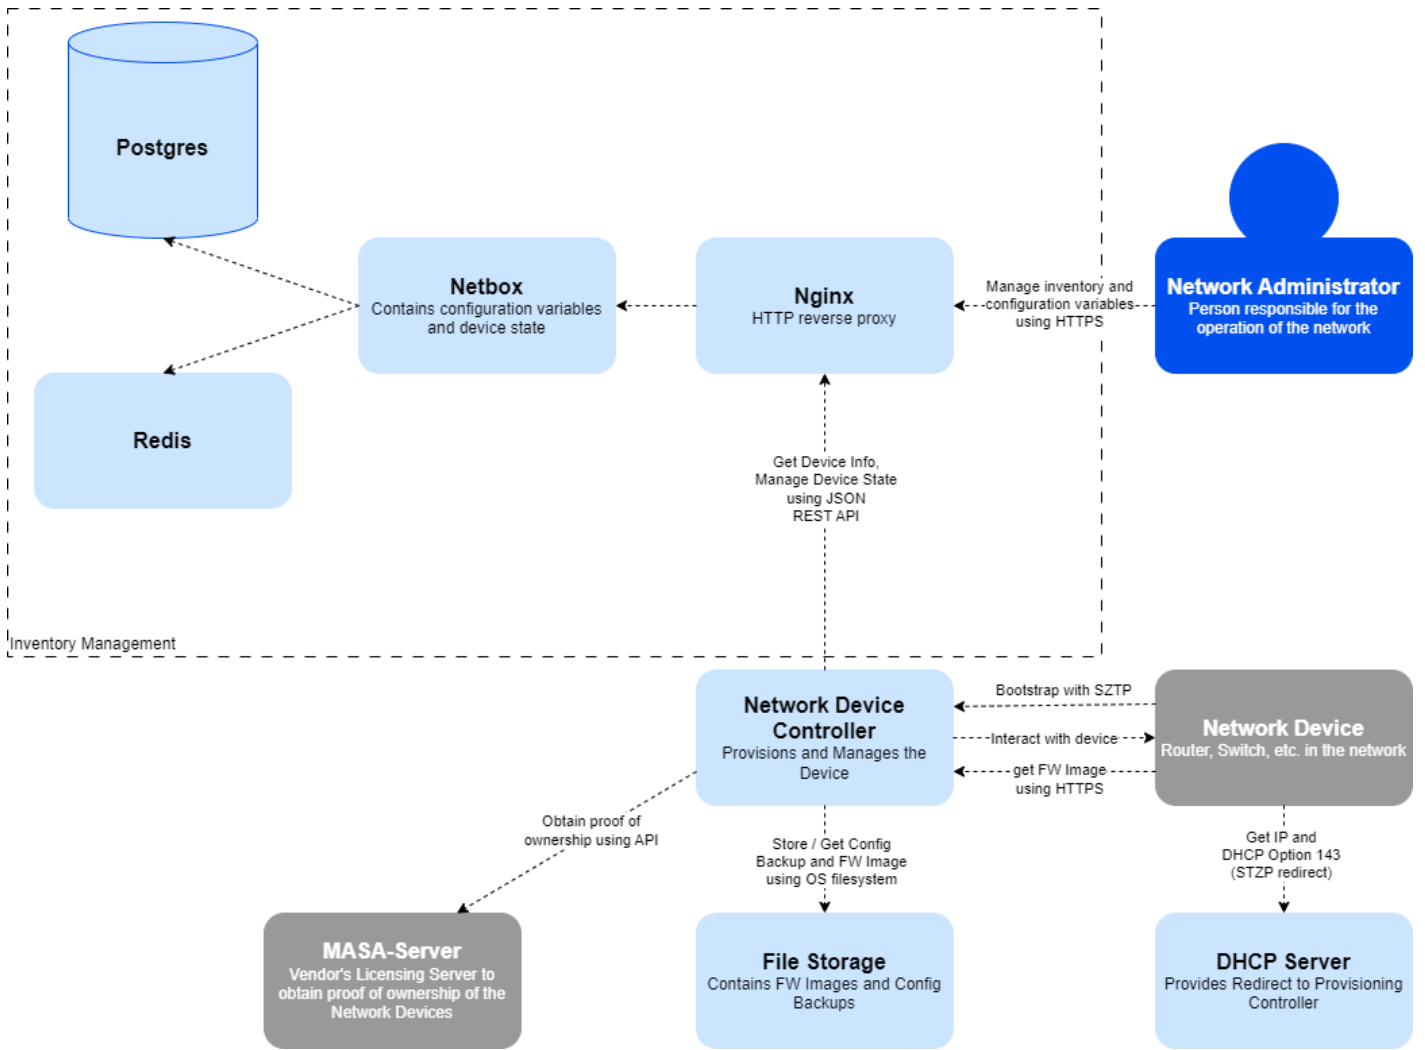 Postgres
Netbox
Contains configuration variables
and device state
Nginx
HTTP reverse proxy
Manage inventory and
configuration variables
using HTTPS
Network Administrator
Person responsible for the
operation of the network
Redis
Get Device Info,
Manage Device State
using JSON
REST API
Inventory Management
Network Device
Controller
Provisions and Manages the
Device
Bootstrap with SZTP
Interact with device
get FW Image
using HTTPS
Network Device
Router, Switch, etc. in the network
Obtain proof of
ownership using API
Store / Get Config
Backup and FW Image
using OS filesystem
Get IP and
DHCP Option 143
(STZP redirect)
MASA-Server
Vendor's Licensing Server to
obtain proof of ownership of the
Network Devices
File Storage
Contains FW Images and Config
Backups
DHCP Server
Provides Redirect to Provisioning
Controller